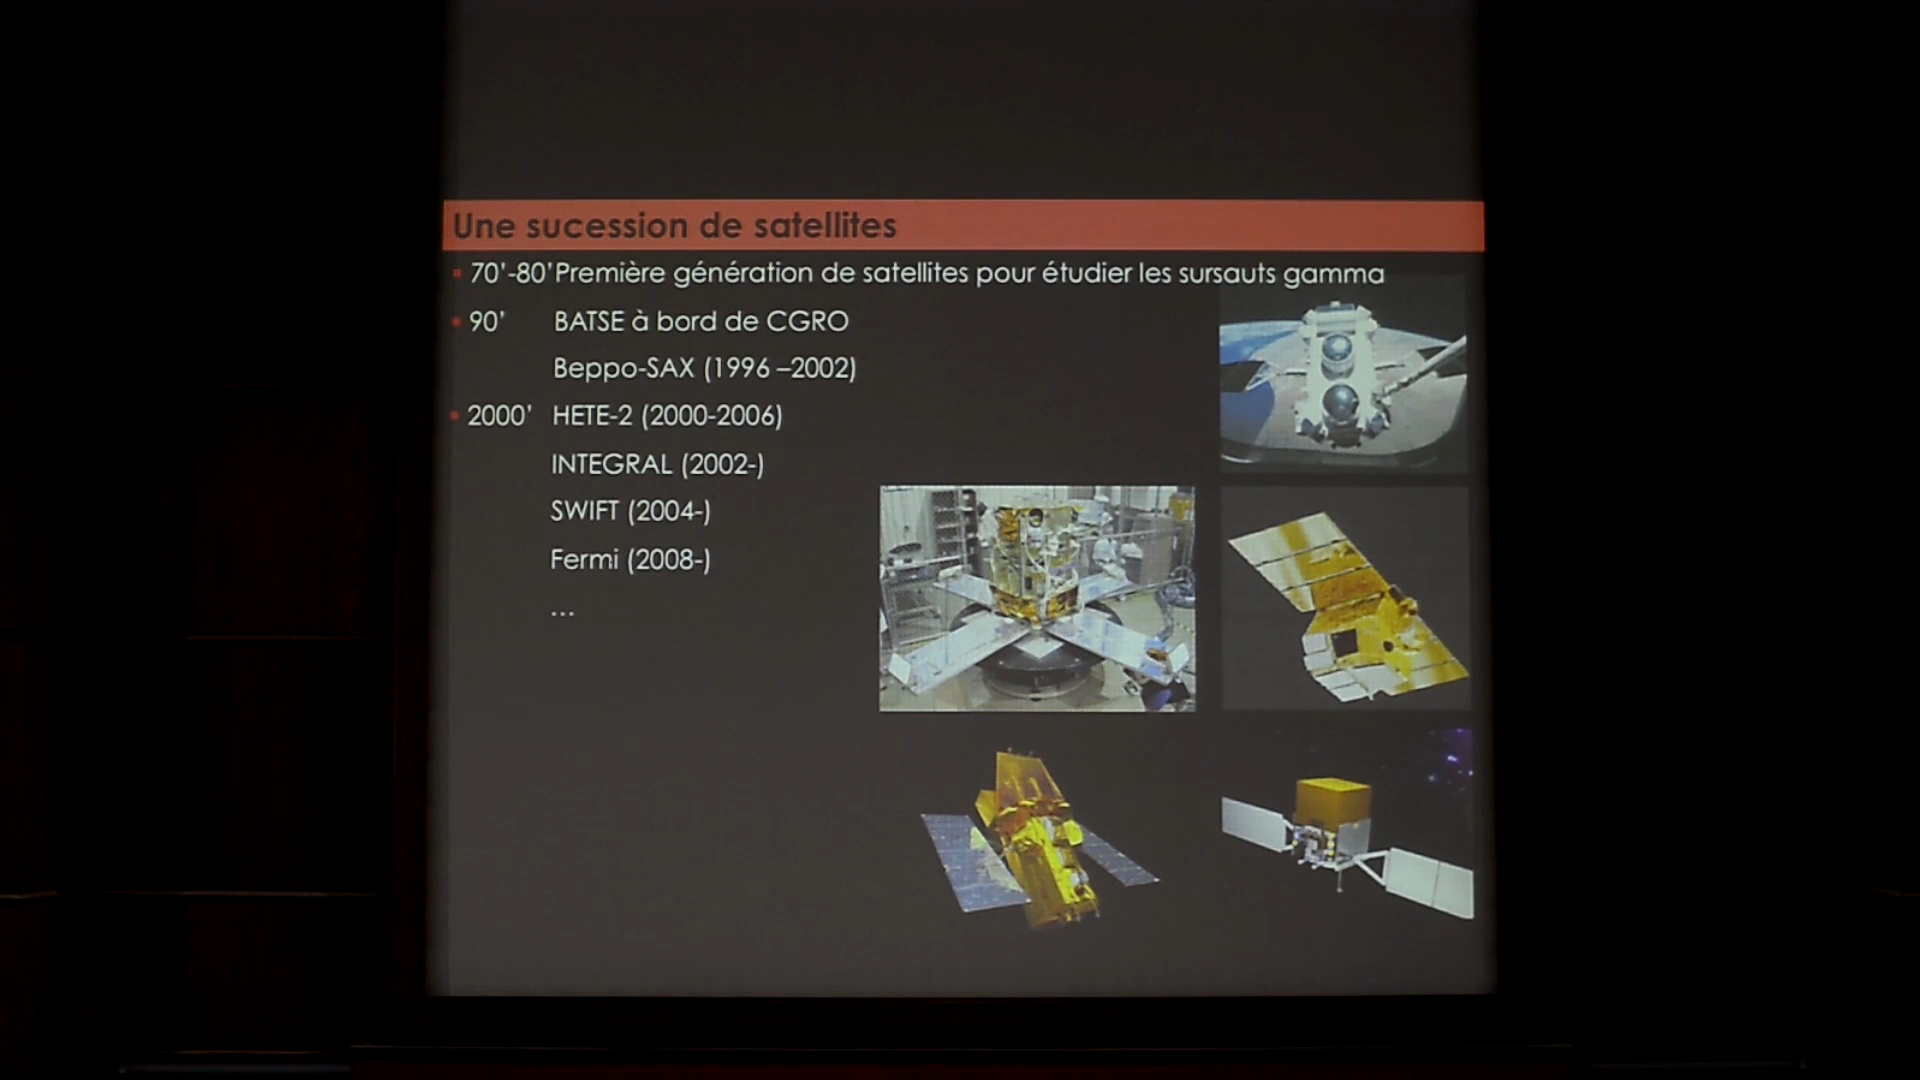 Une sucession de satellites
70'-80' Première génération de satellites pour étudier les sursauts gamma
90' BATSE à bord de CGRO
Beppo-SAX (1996 –2002)
2000' HETE-2 (2000-2006)
INTEGRAL (2002-)
SWIFT (2004-)
Fermi (2008-)
...